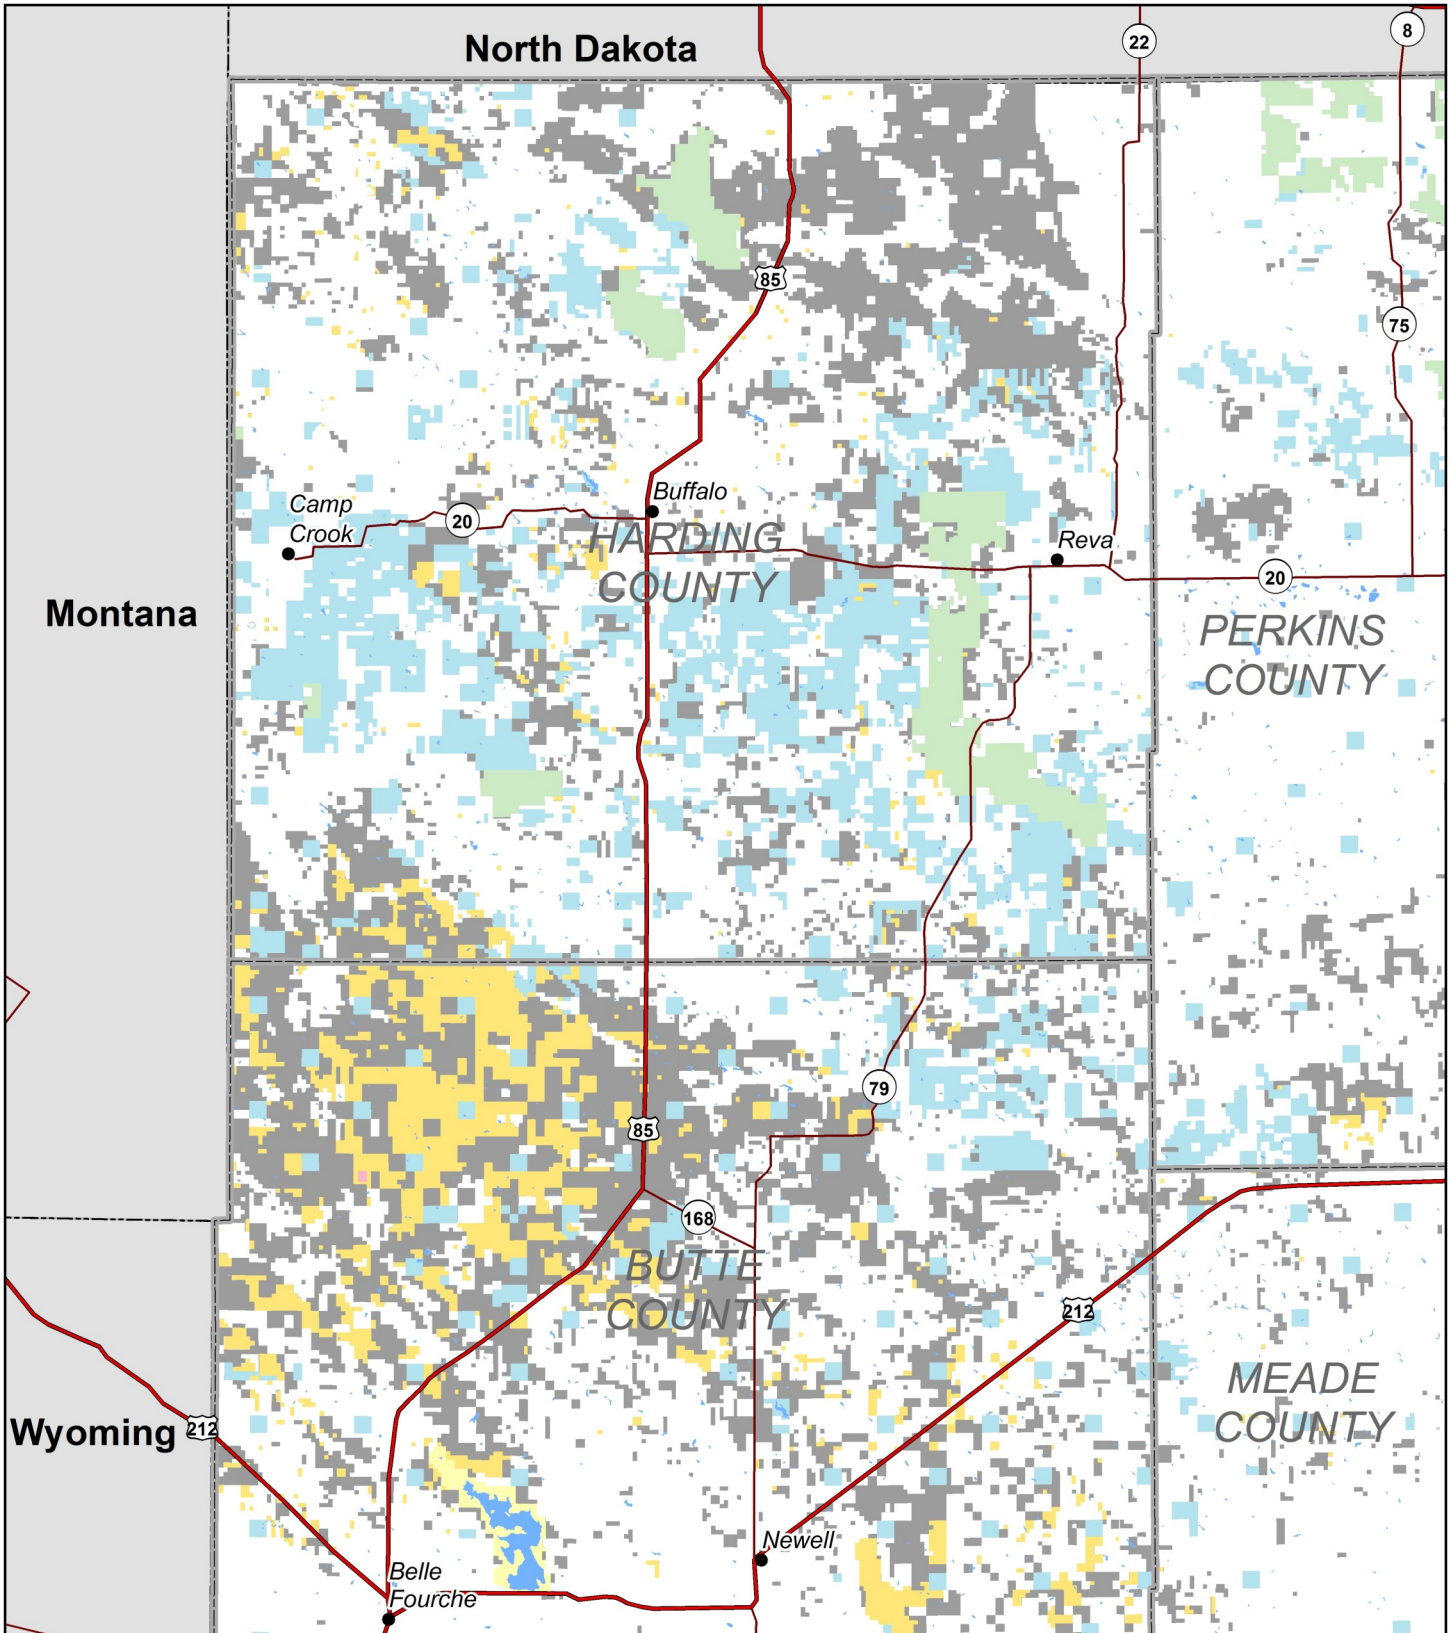 North Dakota
22
8
85
75
Camp
Crook
20
Buffalo
HARDING
COUNTY
Reva
20
Montana
PERKINS
COUNTY
79
85
168
BUTTE
COUNTY
212
MEADE
COUNTY
Wyoming
212
Newell
Belle
Fourche